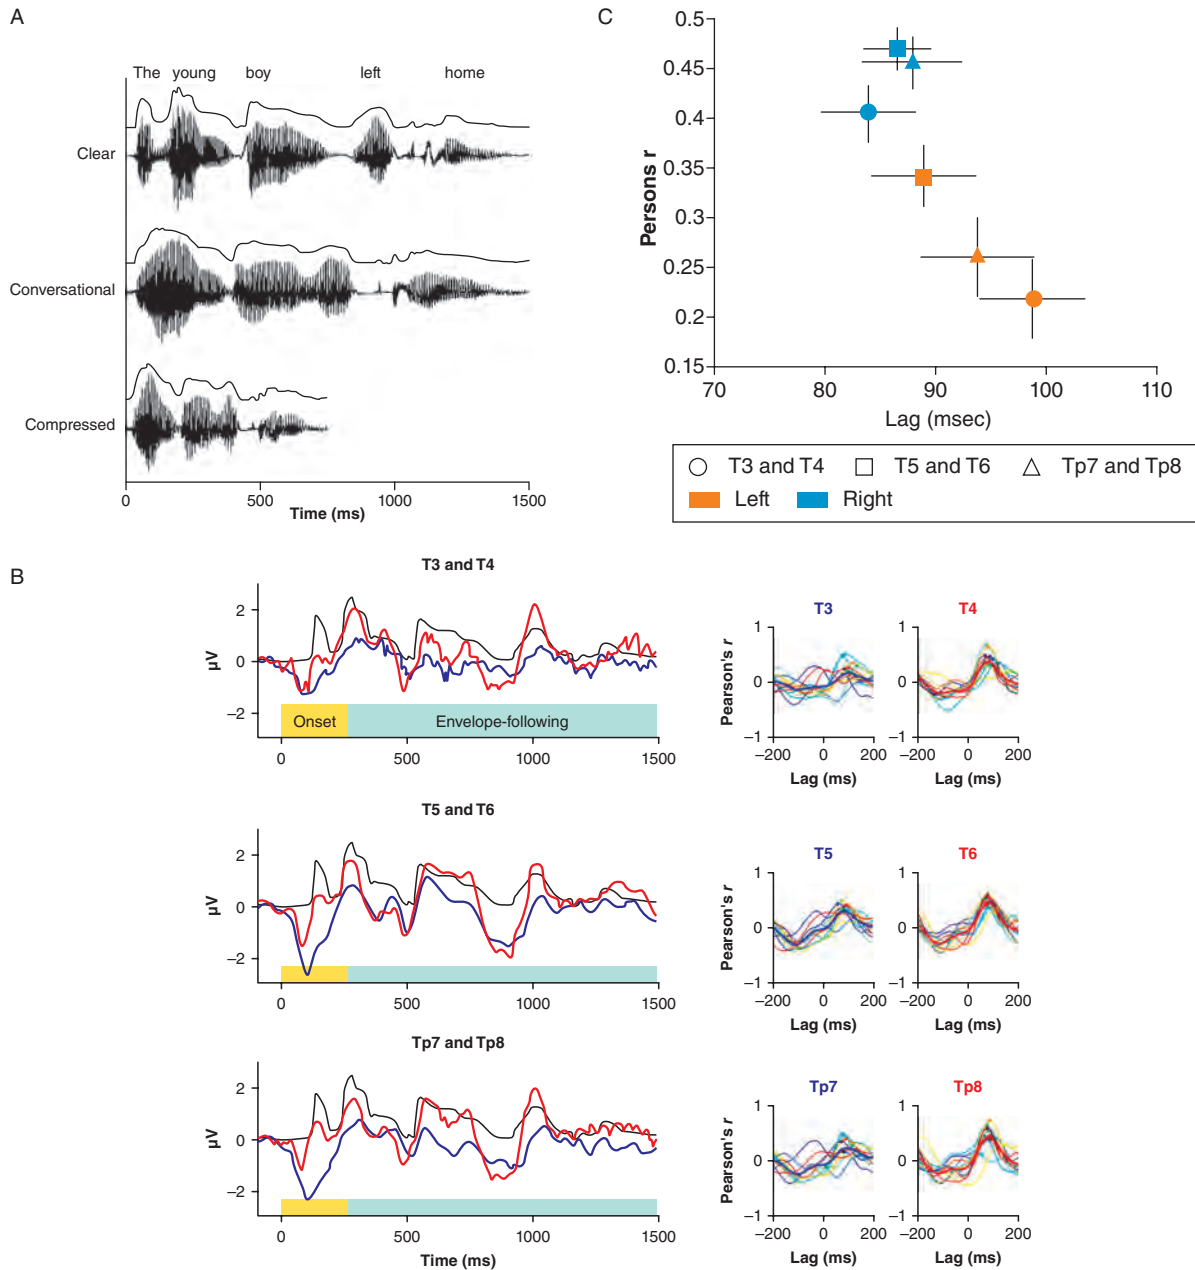 A
The young boy left home
Clear
Conversational
Compressed
0 500 1000 1500
Time (ms)
C
0.5
0.45
0.4
0.35
0.3
0.25
0.2
0.15
Persons r
70 80 90 100 110
Lag (msec)
T3 and T4 T5 and T6 Tp7 and Tp8
Left Right
B
T3 and T4
2
0
−2
µV
Onset Envelope-following
0 500 1000 1500
T3 T4
1
0
−1
Pearson's r
−200 0 200 −200 0 200
Lag (ms) Lag (ms)
T5 and T6
2
0
−2
µV
0 500 1000 1500
T5 T6
1
0
−1
Pearson's r
−200 0 200 −200 0 200
Lag (ms) Lag (ms)
Tp7 and Tp8
2
0
−2
µV
0 500 1000 1500
Time (ms)
Tp7 Tp8
1
0
−1
Pearson's r
−200 0 200 −200 0 200
Lag (ms) Lag (ms)